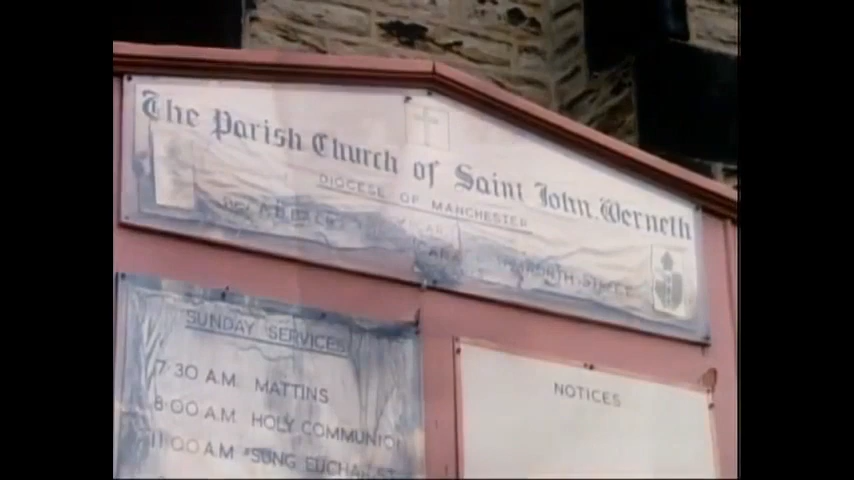 The Parish Church of Saint John. Werneth
DIOCESE OF MANCHESTER
SUNDAY SERVICES
7·30 A.M. MATTINS
8·00 A.M. HOLY COMMUNION
11·00 A.M. SUNG EUCHARIST
NOTICES